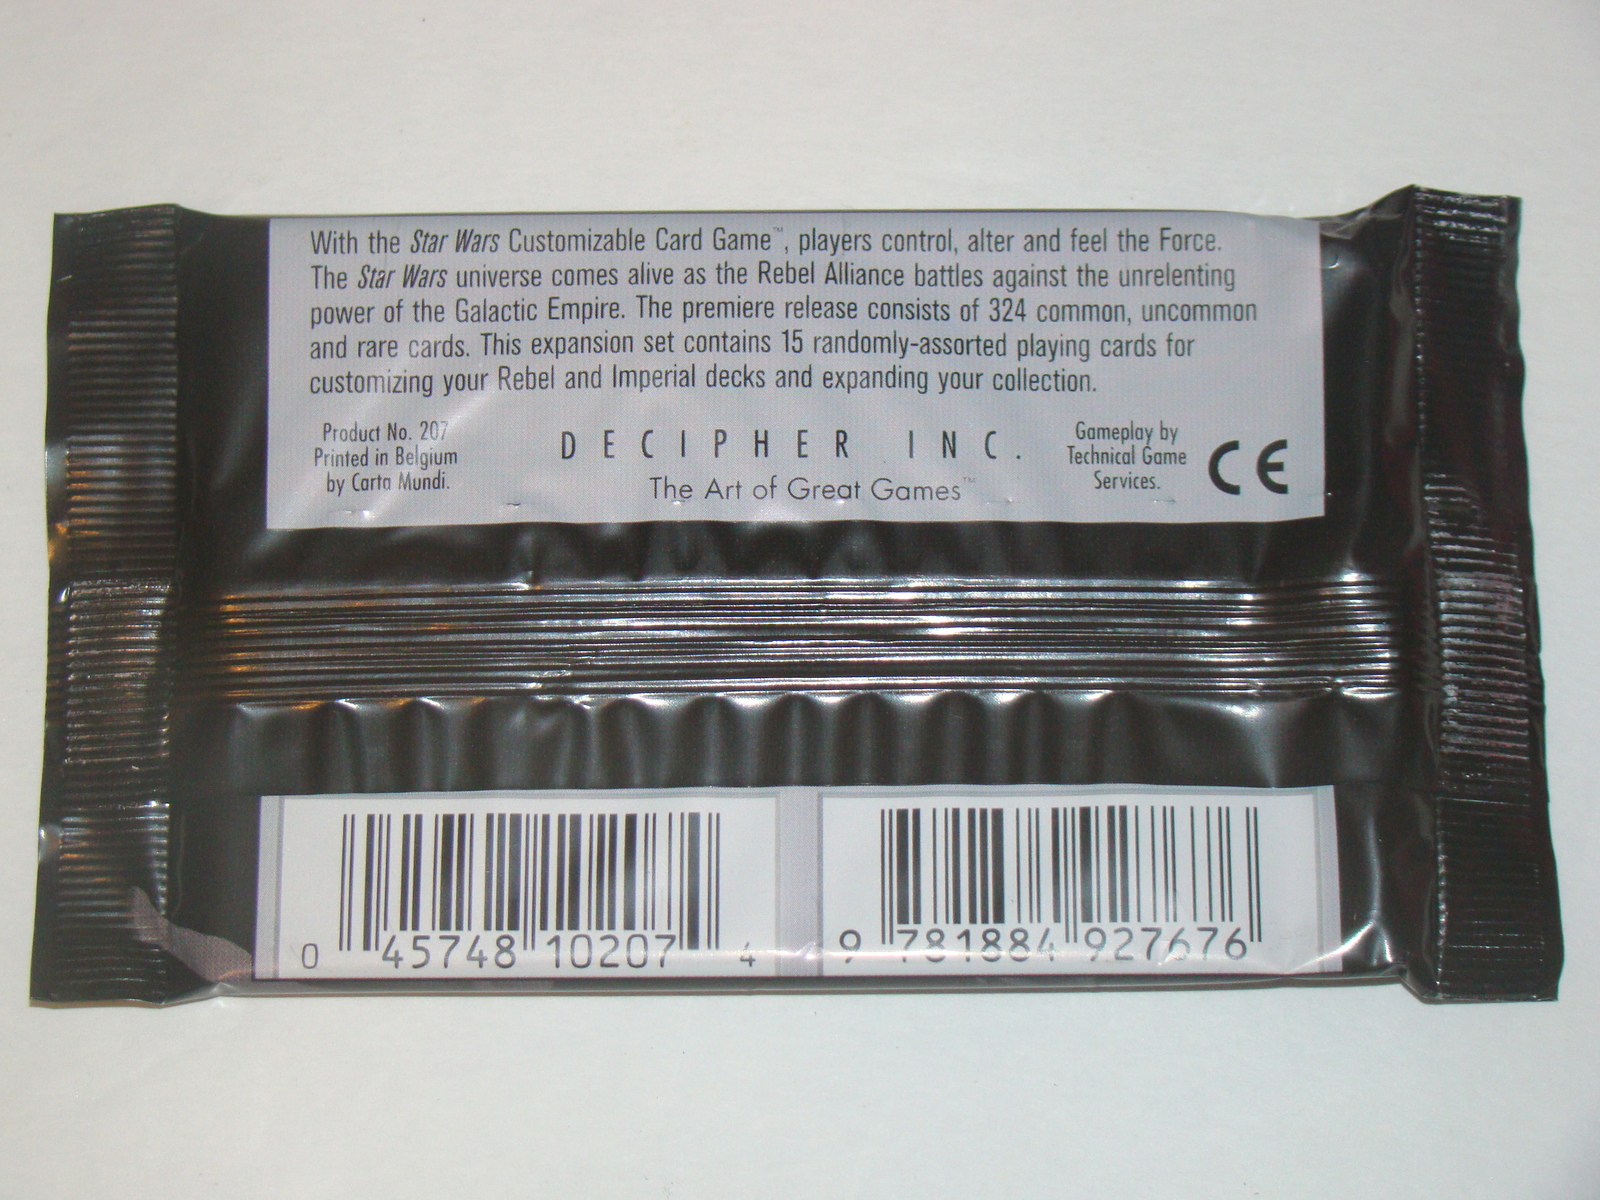 With the Star Wars Customizable Card Game™, players control, alter and feel the Force.
The Star Wars universe comes alive as the Rebel Alliance battles against the unrelenting
power of the Galactic Empire. The premiere release consists of 324 common, uncommon
and rare cards. This expansion set contains 15 randomly-assorted playing cards for
customizing your Rebel and Imperial decks and expanding your collection.
Product No. 207
Printed in Belgium
by Carta Mundi.
DECIPHER INC.
The Art of Great Games™
Gameplay by
Technical Game
Services.
CE
0 45748 10207 4
9 781884 927676